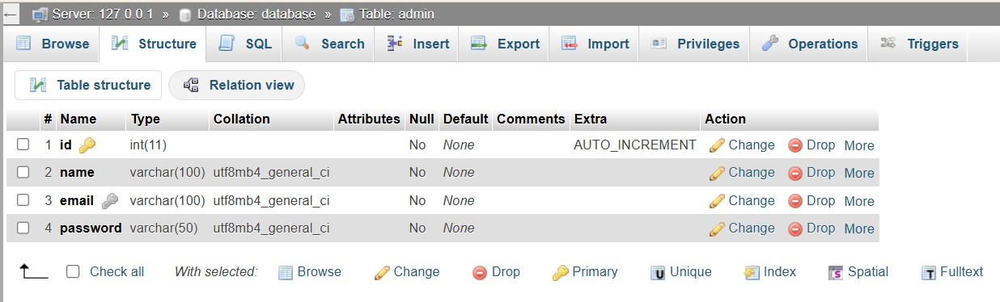 Server: 127.0.0.1 » Database: database » Table: admin
Browse Structure SQL Search Insert Export Import Privileges Operations Triggers
Table structure Relation view
# Name Type Collation Attributes Null Default Comments Extra Action
1 id int(11) No None AUTO_INCREMENT Change Drop More
2 name varchar(100) utf8mb4_general_ci No None Change Drop More
3 email varchar(100) utf8mb4_general_ci No None Change Drop More
4 password varchar(50) utf8mb4_general_ci No None Change Drop More
Check all With selected: Browse Change Drop Primary Unique Index Spatial Fulltext